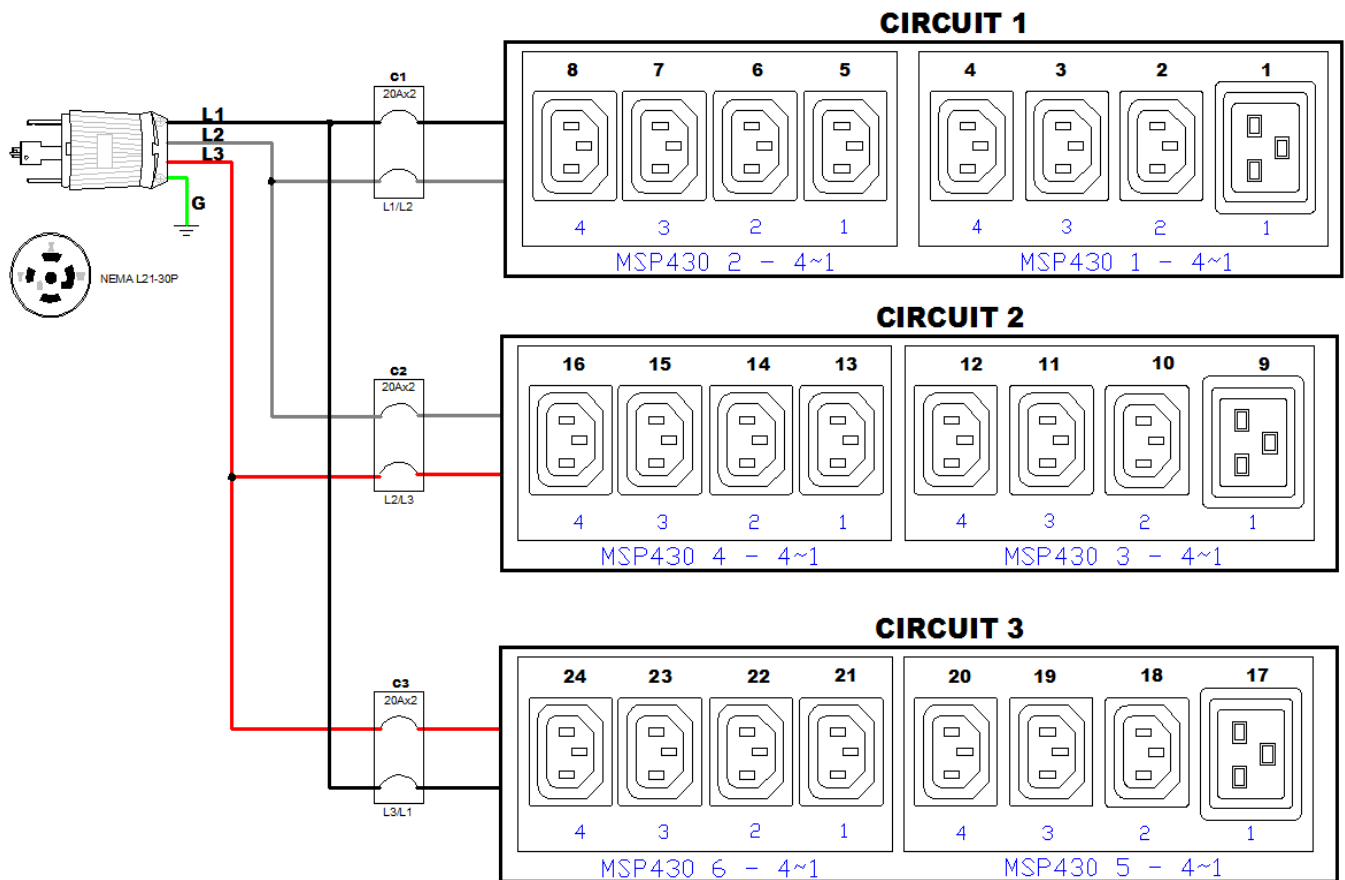 CIRCUIT 1
C1
20Ax2
L1/L2
8 7 6 5 4 3 2 1
4 3 2 1 4 3 2 1
MSP430 2 - 4~1 MSP430 1 - 4~1
L1
L2
L3
G
NEMA L21-30P
CIRCUIT 2
C2
20Ax2
L2/L3
16 15 14 13 12 11 10 9
4 3 2 1 4 3 2 1
MSP430 4 - 4~1 MSP430 3 - 4~1
CIRCUIT 3
C3
20Ax2
L3/L1
24 23 22 21 20 19 18 17
4 3 2 1 4 3 2 1
MSP430 6 - 4~1 MSP430 5 - 4~1